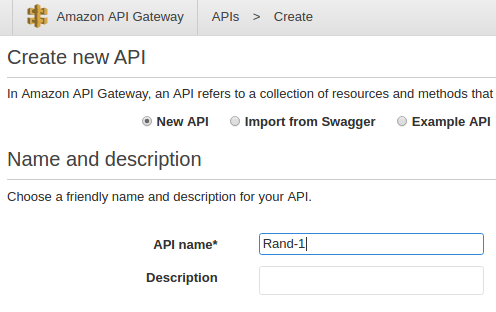 Amazon API Gateway APIs > Create
Create new API
In Amazon API Gateway, an API refers to a collection of resources and methods that
New API Import from Swagger Example API
Name and description
Choose a friendly name and description for your API.
API name* Rand-1
Description